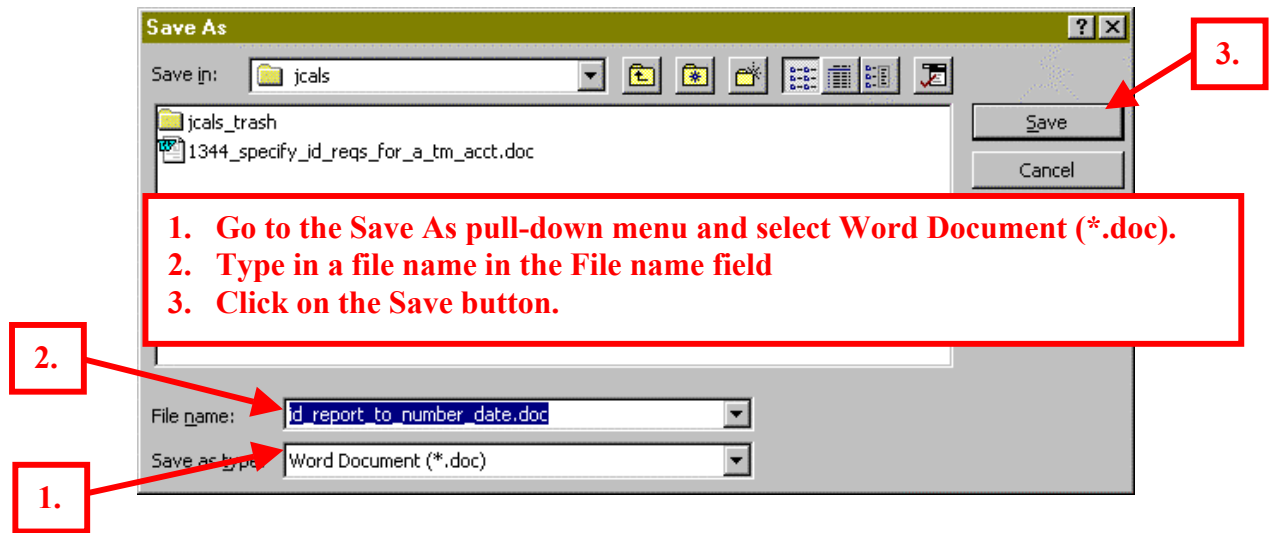 Save As
3.
Save in: jcals
jcals_trash
Save
1344_specify_id_reqs_for_a_tm_acct.doc
Cancel
1. Go to the Save As pull-down menu and select Word Document (*.doc).
2. Type in a file name in the File name field
3. Click on the Save button.
2.
File name: id_report_to_number_date.doc
Save as type: Word Document (*.doc)
1.